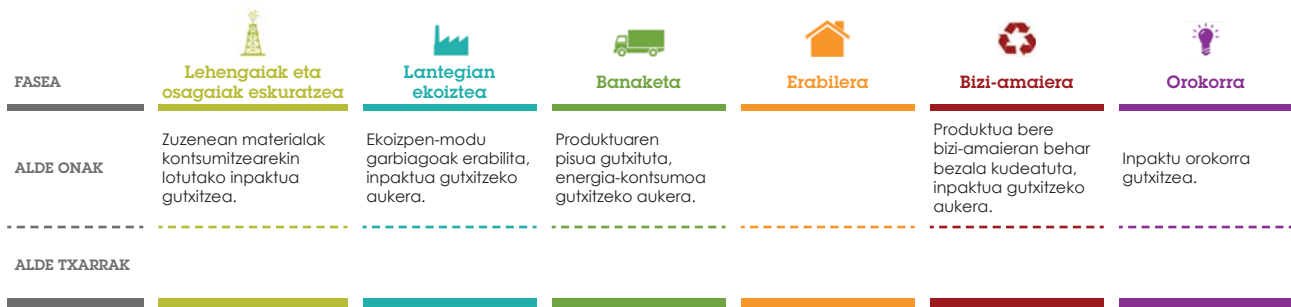 FASEA
Lehengaiak eta
osagaiak eskuratzea
Lantegian
ekoiztea
Banaketa
Erabilera
Bizi-amaiera
Orokorra
ALDE ONAK
Zuzenean materialak
kontsumitzearekin
lotutako inpaktua
gutxitzea.
Ekoizpen-modu
garbiagoak erabilita,
inpaktua gutxitzeko
aukera.
Produktuaren
pisua gutxituta,
energia-kontsumoa
gutxitzeko aukera.
Produktua bere
bizi-amaieran behar
bezala kudeatuta,
inpaktua gutxitzeko
aukera.
Inpaktu orokorra
gutxitzea.
ALDE TXARRAK